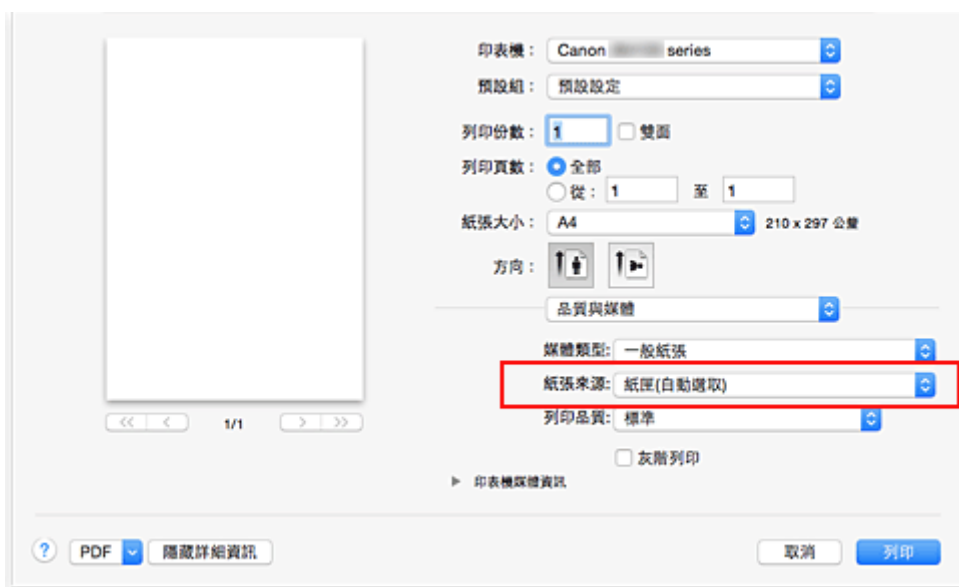 印表機： Canon series
預設組： 預設設定
列印份數： 1 雙面
列印頁數： 全部
從： 1 至 1
紙張大小： A4 210 x 297 公釐
方向：
品質與媒體
媒體類型: 一般紙張
紙張來源: 紙匣(自動選取)
列印品質: 標準
灰階列印
印表機媒體資訊
1/1
? PDF 隱藏詳細資訊 取消 列印